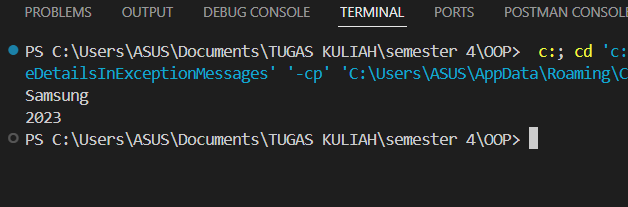 PROBLEMS OUTPUT DEBUG CONSOLE TERMINAL PORTS POSTMAN CONSOL
PS C:\Users\ASUS\Documents\TUGAS KULIAH\semester 4\OOP> c:; cd 'c:
eDetailsInExceptionMessages' '-cp' 'C:\Users\ASUS\AppData\Roaming\C
Samsung
2023
PS C:\Users\ASUS\Documents\TUGAS KULIAH\semester 4\OOP>